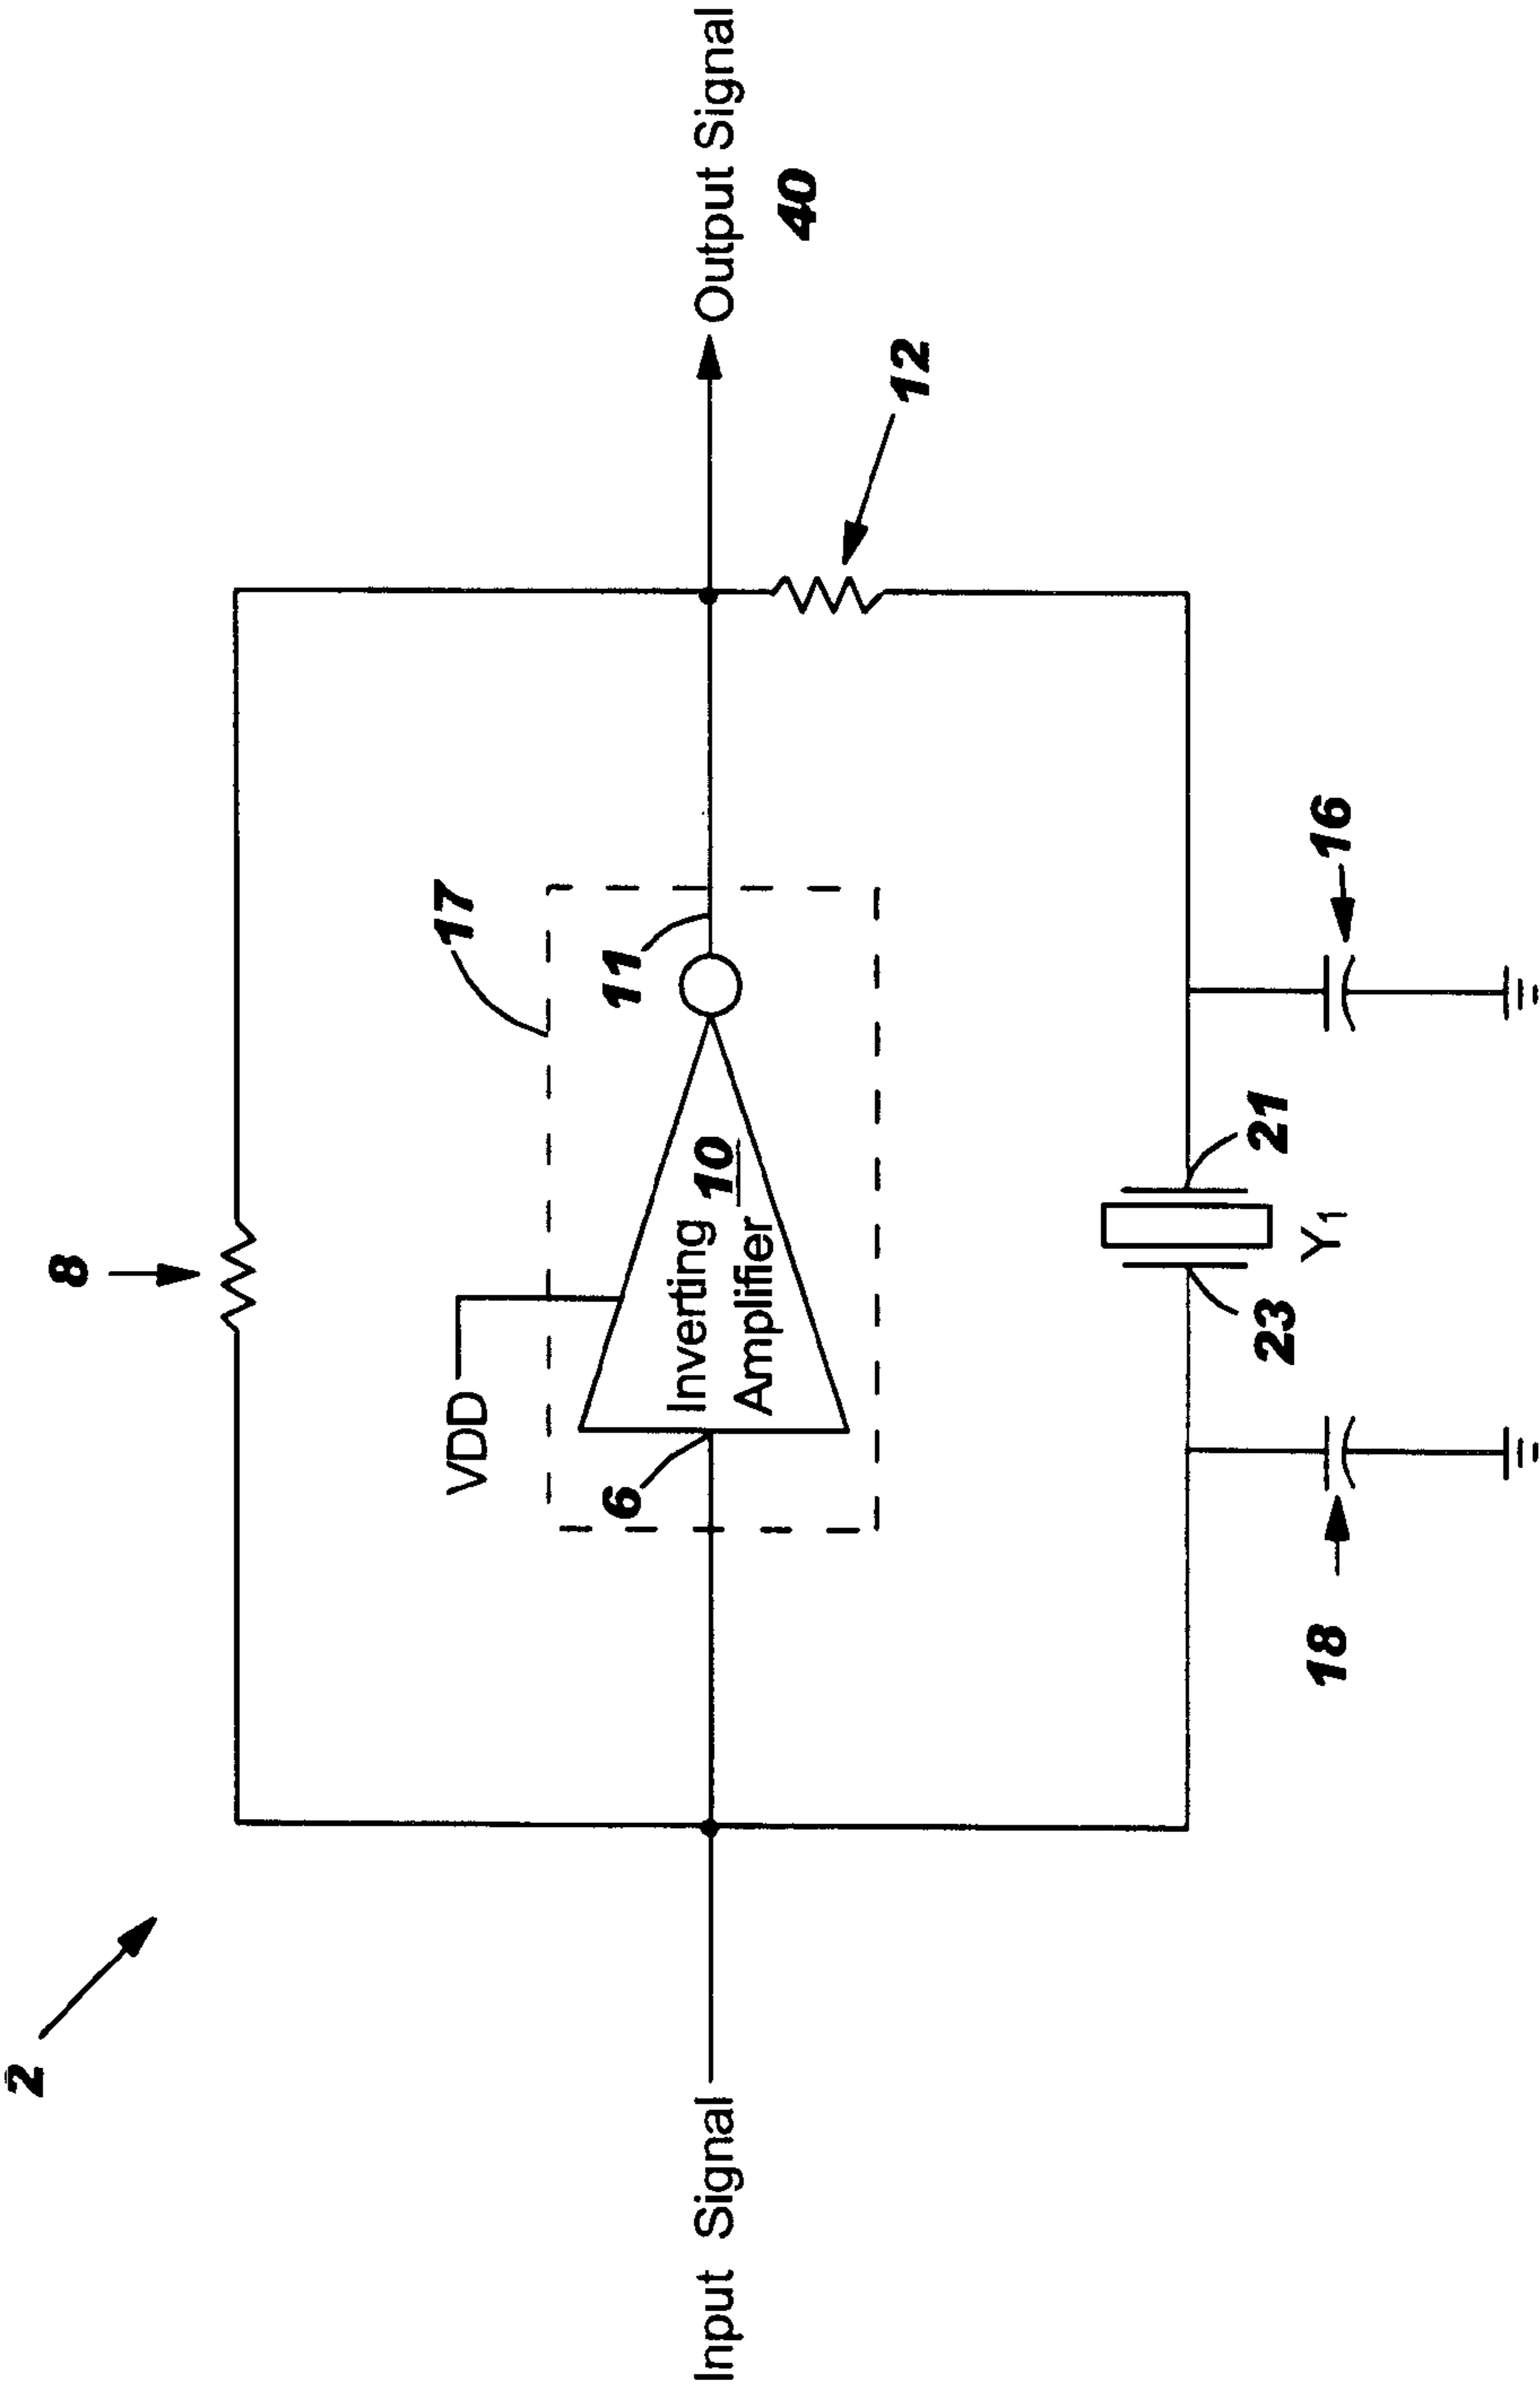 2
8
17
VDD
11
6
Inverting 10
Amplifier
Input Signal
Output Signal
40
12
23
21
Y1
18
16